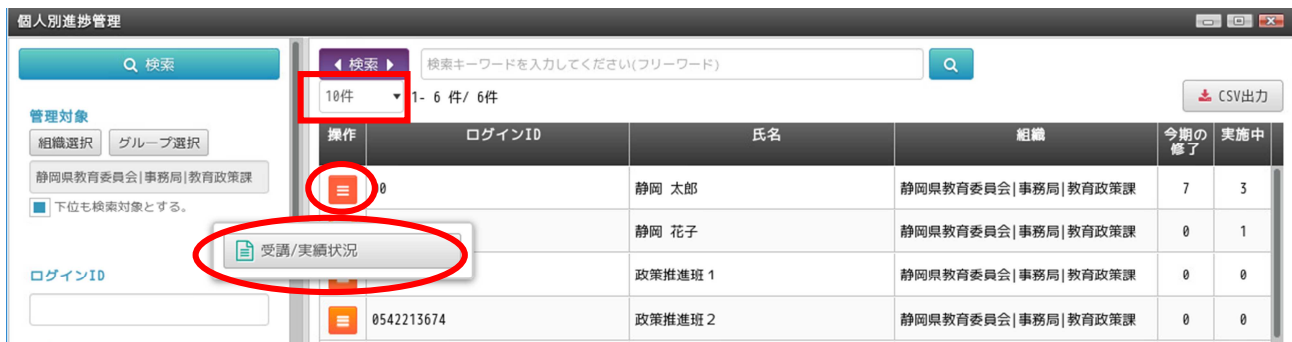 個人別進捗管理
検索
管理対象
組織選択 グループ選択
静岡県教育委員会|事務局|教育政策課
下位も検索対象とする。
ログインID
検索 検索キーワードを入力してください(フリーワード)
10件 1- 6 件/ 6件 CSV出力
操作 ログインID 氏名 組織 今期の修了 実施中
静岡 太郎 静岡県教育委員会|事務局|教育政策課 7 3
静岡 花子 静岡県教育委員会|事務局|教育政策課 0 1
受講/実績状況
政策推進班1 静岡県教育委員会|事務局|教育政策課 0 0
0542213674 政策推進班2 静岡県教育委員会|事務局|教育政策課 0 0